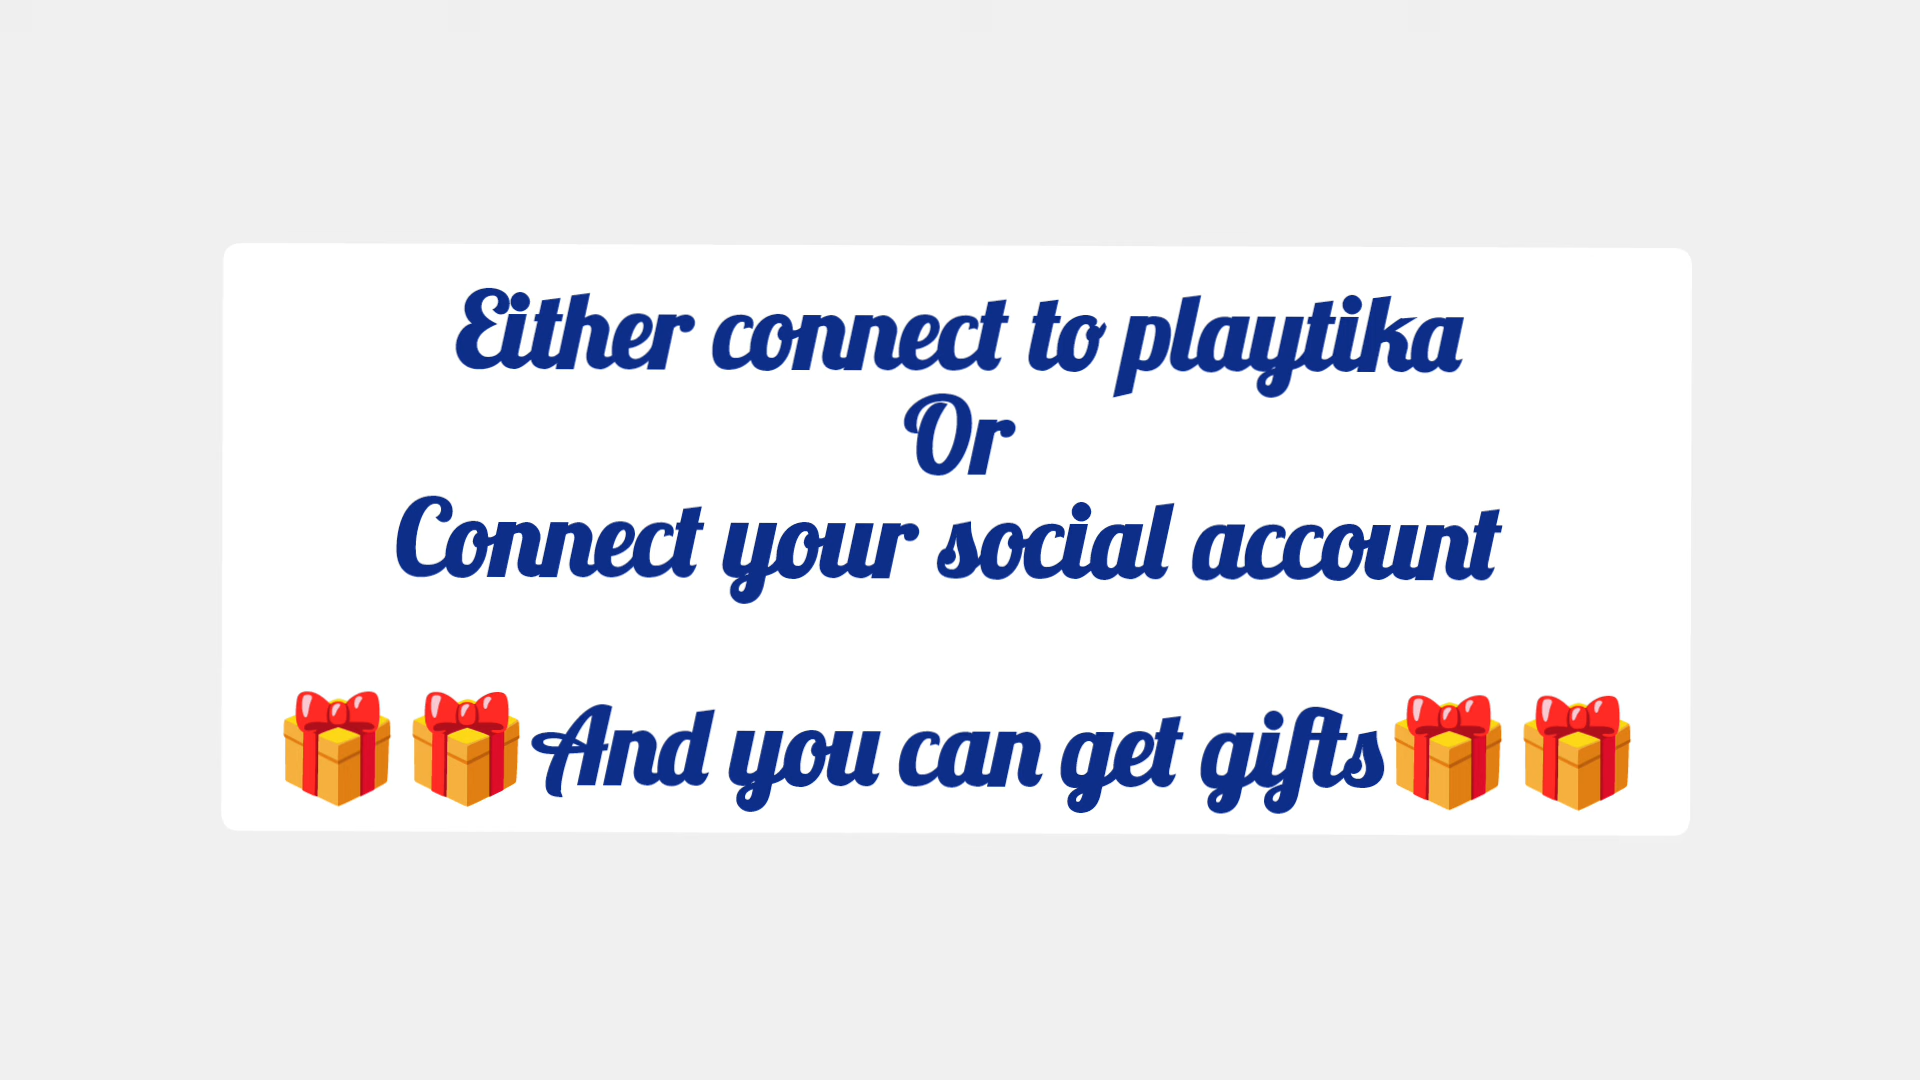 Either connect to playtika
Or
Connect your social account
🎁🎁And you can get gifts🎁🎁